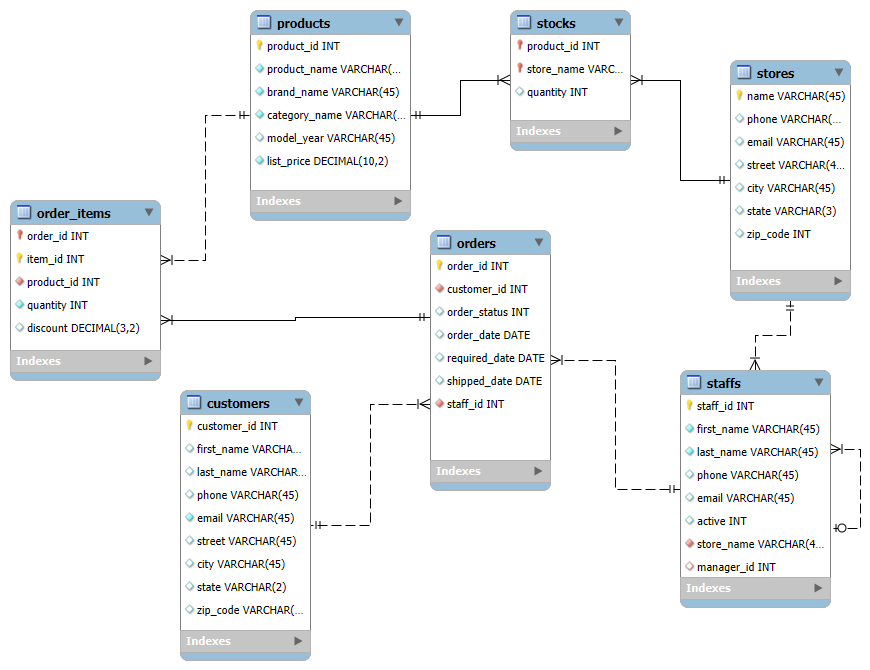 products
product_id INT
product_name VARCHAR(...
brand_name VARCHAR(45)
category_name VARCHAR(...
model_year VARCHAR(45)
list_price DECIMAL(10,2)
Indexes
stocks
product_id INT
store_name VARC...
quantity INT
Indexes
stores
name VARCHAR(45)
phone VARCHAR(...
email VARCHAR(45)
street VARCHAR(4...
city VARCHAR(45)
state VARCHAR(3)
zip_code INT
Indexes
order_items
order_id INT
item_id INT
product_id INT
quantity INT
discount DECIMAL(3,2)
Indexes
orders
order_id INT
customer_id INT
order_status INT
order_date DATE
required_date DATE
shipped_date DATE
staff_id INT
Indexes
customers
customer_id INT
first_name VARCHA...
last_name VARCHAR...
phone VARCHAR(45)
email VARCHAR(45)
street VARCHAR(45)
city VARCHAR(45)
state VARCHAR(2)
zip_code VARCHAR(...
Indexes
staffs
staff_id INT
first_name VARCHAR(45)
last_name VARCHAR(45)
phone VARCHAR(45)
email VARCHAR(45)
active INT
store_name VARCHAR(4...
manager_id INT
Indexes